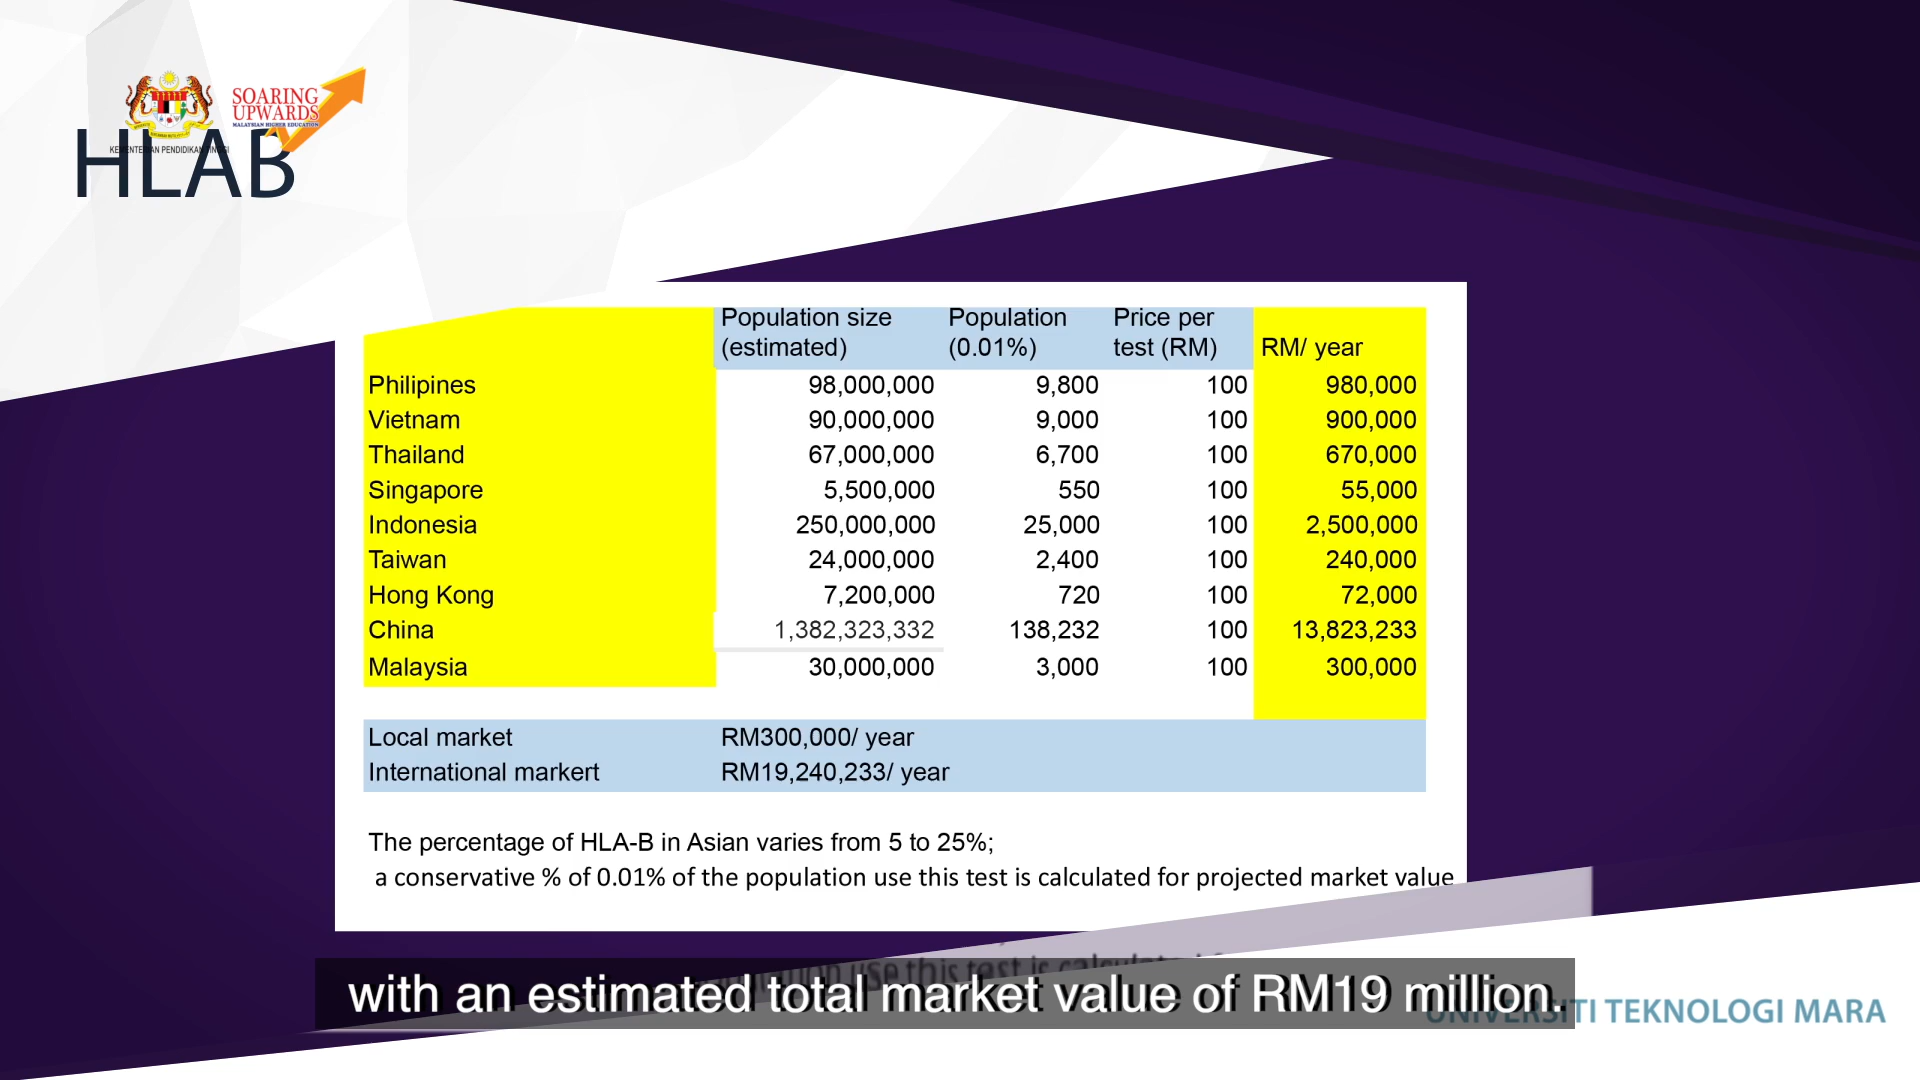 SOARING
UPWARDS
MALAYSIAN HIGHER EDUCATION
KEMENTERIAN PENDIDIKAN TINGGI
HLAB
Population size (estimated) Population (0.01%) Price per test (RM) RM/ year
Philipines 98,000,000 9,800 100 980,000
Vietnam 90,000,000 9,000 100 900,000
Thailand 67,000,000 6,700 100 670,000
Singapore 5,500,000 550 100 55,000
Indonesia 250,000,000 25,000 100 2,500,000
Taiwan 24,000,000 2,400 100 240,000
Hong Kong 7,200,000 720 100 72,000
China 1,382,323,332 138,232 100 13,823,233
Malaysia 30,000,000 3,000 100 300,000
Local market RM300,000/ year
International markert RM19,240,233/ year
The percentage of HLA-B in Asian varies from 5 to 25%;
a conservative % of 0.01% of the population use this test is calculated for projected market value
with an estimated total market value of RM19 million.
UNIVERSITI TEKNOLOGI MARA